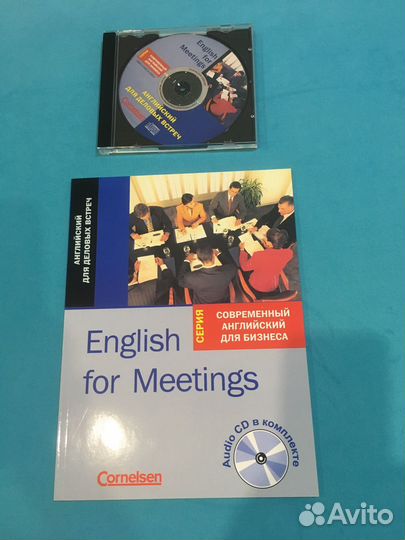 English
for
Meetings
АНГЛИЙСКИЙ
ДЛЯ ДЕЛОВЫХ ВСТРЕЧ
Cornelsen
АНГЛИЙСКИЙ
ДЛЯ ДЕЛОВЫХ ВСТРЕЧ
СЕРИЯ
СОВРЕМЕННЫЙ
АНГЛИЙСКИЙ
ДЛЯ БИЗНЕСА
English
for Meetings
Audio CD в комплекте
Cornelsen
Avito